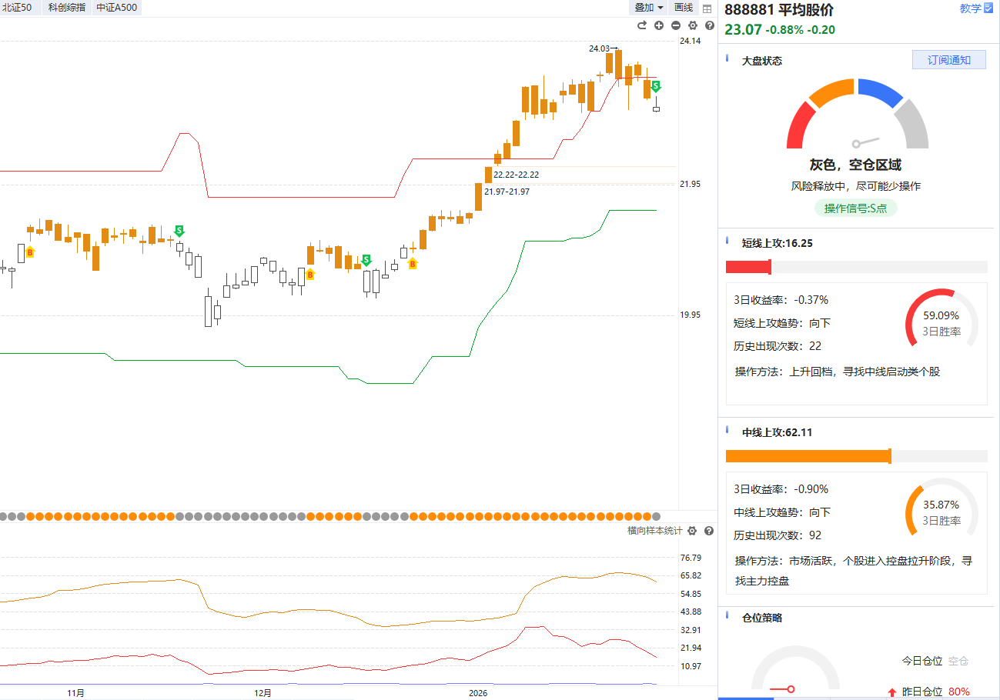 北证50 科创综指 中证A500 叠加 画线
24.14
24.03
S
22.22-22.22
21.97-21.97
21.95
S
B
S
B
B
19.95
横向样本统计
76.79
65.82
54.85
43.88
32.91
21.94
10.97
11月 12月 2026
888881 平均股价 教学
23.07 -0.88% -0.20
大盘状态 订阅通知
灰色，空仓区域
风险释放中，尽可能少操作
操作信号:S点
短线上攻:16.25
3日收益率：-0.37%
短线上攻趋势：向下
历史出现次数：22
59.09%
3日胜率
操作方法：上升回档，寻找中线启动类个股
中线上攻:62.11
3日收益率：-0.90%
中线上攻趋势：向下
历史出现次数：92
35.87%
3日胜率
操作方法：市场活跃，个股进入控盘拉升阶段，寻
找主力控盘
仓位策略
今日仓位 空仓
昨日仓位 80%